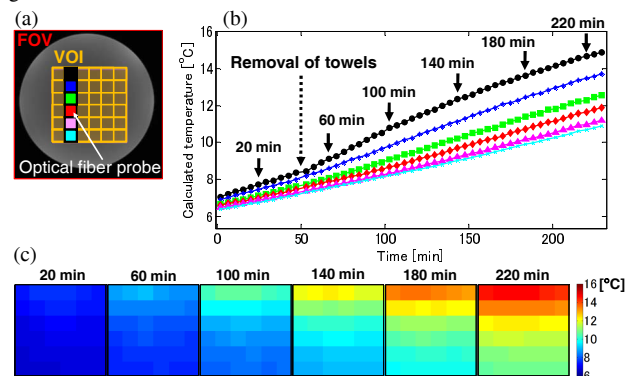 (a)
FOV
VOI
Optical fiber probe
(b)
Calculated temperature [°C]
16
14
12
10
8
6
Removal of towels
20 min
60 min
100 min
140 min
180 min
220 min
0
50
100
150
200
Time [min]
(c)
20 min
60 min
100 min
140 min
180 min
220 min
16 [°C]
14
12
10
8
6